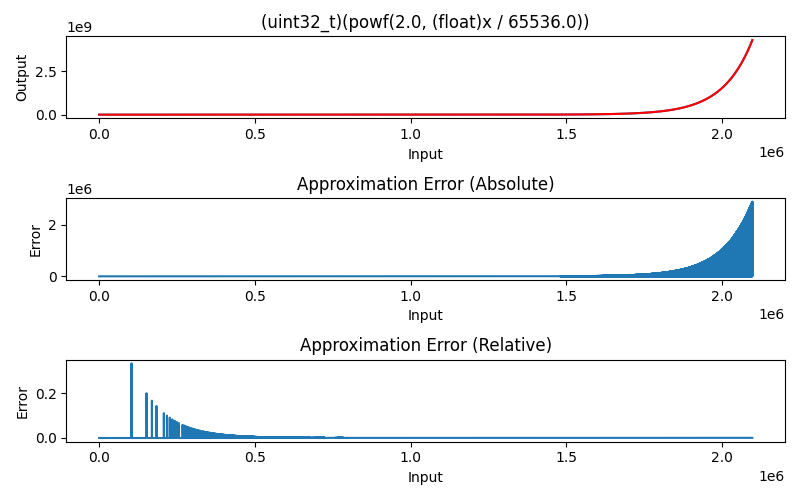 (uint32_t)(powf(2.0, (float)x / 65536.0))
1e9
2.5
0.0
Output
0.0 0.5 1.0 1.5 2.0
1e6
Input
Approximation Error (Absolute)
1e6
2
0
Error
0.0 0.5 1.0 1.5 2.0
1e6
Input
Approximation Error (Relative)
0.2
0.0
Error
0.0 0.5 1.0 1.5 2.0
1e6
Input